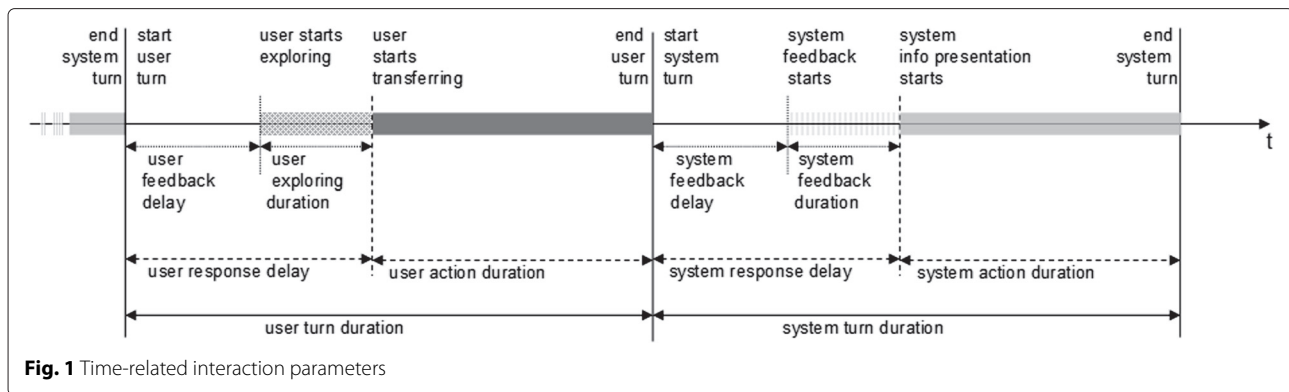 end
system
turn
start
user
turn
user starts
exploring
user
starts
transferring
end
user
turn
start
system
turn
system
feedback
starts
system
info presentation
starts
end
system
turn
t
user
feedback
delay
user
exploring
duration
system
feedback
delay
system
feedback
duration
user response delay
user action duration
system response delay
system action duration
user turn duration
system turn duration
Fig. 1 Time-related interaction parameters